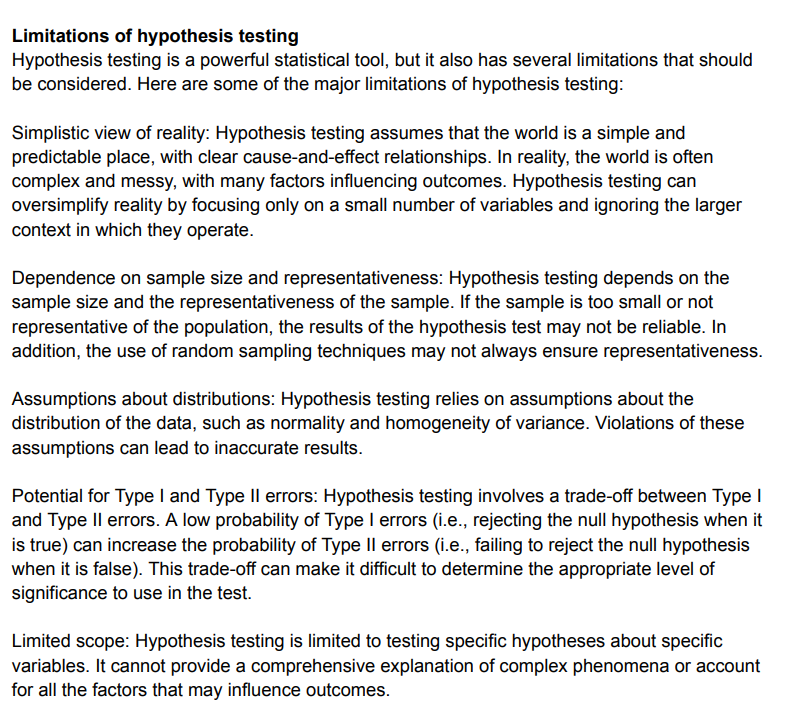 Limitations of hypothesis testing
Hypothesis testing is a powerful statistical tool, but it also has several limitations that should
be considered. Here are some of the major limitations of hypothesis testing:
Simplistic view of reality: Hypothesis testing assumes that the world is a simple and
predictable place, with clear cause-and-effect relationships. In reality, the world is often
complex and messy, with many factors influencing outcomes. Hypothesis testing can
oversimplify reality by focusing only on a small number of variables and ignoring the larger
context in which they operate.
Dependence on sample size and representativeness: Hypothesis testing depends on the
sample size and the representativeness of the sample. If the sample is too small or not
representative of the population, the results of the hypothesis test may not be reliable. In
addition, the use of random sampling techniques may not always ensure representativeness.
Assumptions about distributions: Hypothesis testing relies on assumptions about the
distribution of the data, such as normality and homogeneity of variance. Violations of these
assumptions can lead to inaccurate results.
Potential for Type I and Type II errors: Hypothesis testing involves a trade-off between Type I
and Type II errors. A low probability of Type I errors (i.e., rejecting the null hypothesis when it
is true) can increase the probability of Type II errors (i.e., failing to reject the null hypothesis
when it is false). This trade-off can make it difficult to determine the appropriate level of
significance to use in the test.
Limited scope: Hypothesis testing is limited to testing specific hypotheses about specific
variables. It cannot provide a comprehensive explanation of complex phenomena or account
for all the factors that may influence outcomes.